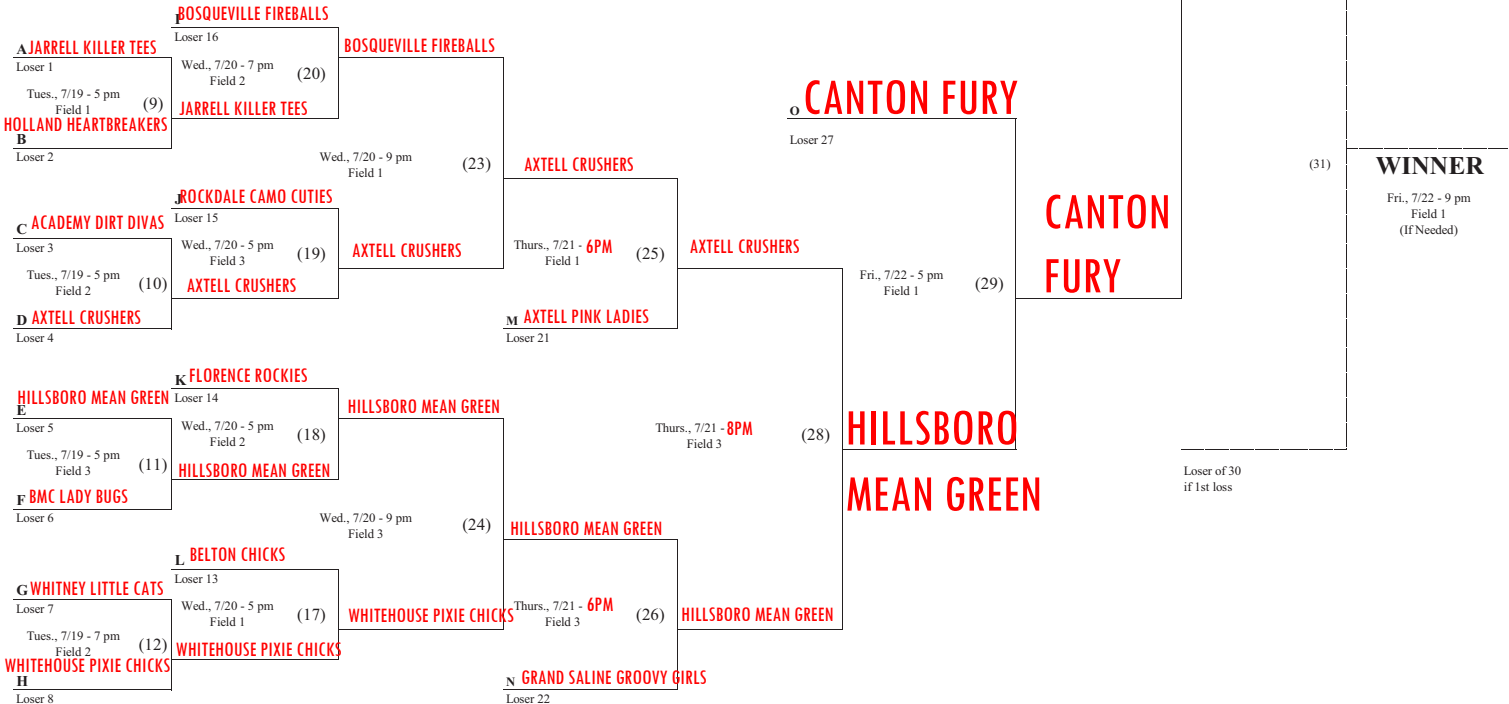 I BOSQUEVILLE FIREBALLS
Loser 16
A JARRELL KILLER TEES
Loser 1
BOSQUEVILLE FIREBALLS
Wed., 7/20 - 7 pm
Field 2
(20)
Tues., 7/19 - 5 pm
Field 1
(9)
JARRELL KILLER TEES
HOLLAND HEARTBREAKERS
B
Loser 2
O CANTON FURY
Loser 27
Wed., 7/20 - 9 pm
Field 1
(23)
AXTELL CRUSHERS
(31)
WINNER
Fri., 7/22 - 9 pm
Field 1
(If Needed)
J ROCKDALE CAMO CUTIES
Loser 15
C ACADEMY DIRT DIVAS
Loser 3
Wed., 7/20 - 5 pm
Field 3
(19)
AXTELL CRUSHERS
Thurs., 7/21 - 6PM
Field 1
(25)
AXTELL CRUSHERS
CANTON
FURY
Tues., 7/19 - 5 pm
Field 2
(10)
AXTELL CRUSHERS
Fri., 7/22 - 5 pm
Field 1
(29)
D AXTELL CRUSHERS
Loser 4
M AXTELL PINK LADIES
Loser 21
K FLORENCE ROCKIES
Loser 14
HILLSBORO MEAN GREEN
E
Loser 5
HILLSBORO MEAN GREEN
Wed., 7/20 - 5 pm
Field 2
(18)
Thurs., 7/21 - 8PM
Field 3
(28)
HILLSBORO
MEAN GREEN
Tues., 7/19 - 5 pm
Field 3
(11)
HILLSBORO MEAN GREEN
Loser of 30
if 1st loss
F BMC LADY BUGS
Loser 6
Wed., 7/20 - 9 pm
Field 3
(24)
HILLSBORO MEAN GREEN
L BELTON CHICKS
Loser 13
G WHITNEY LITTLE CATS
Loser 7
Wed., 7/20 - 5 pm
Field 1
(17)
WHITEHOUSE PIXIE CHICKS
Thurs., 7/21 - 6PM
Field 3
(26)
HILLSBORO MEAN GREEN
Tues., 7/19 - 7 pm
Field 2
(12)
WHITEHOUSE PIXIE CHICKS
WHITEHOUSE PIXIE CHICKS
H
Loser 8
N GRAND SALINE GROOVY GIRLS
Loser 22